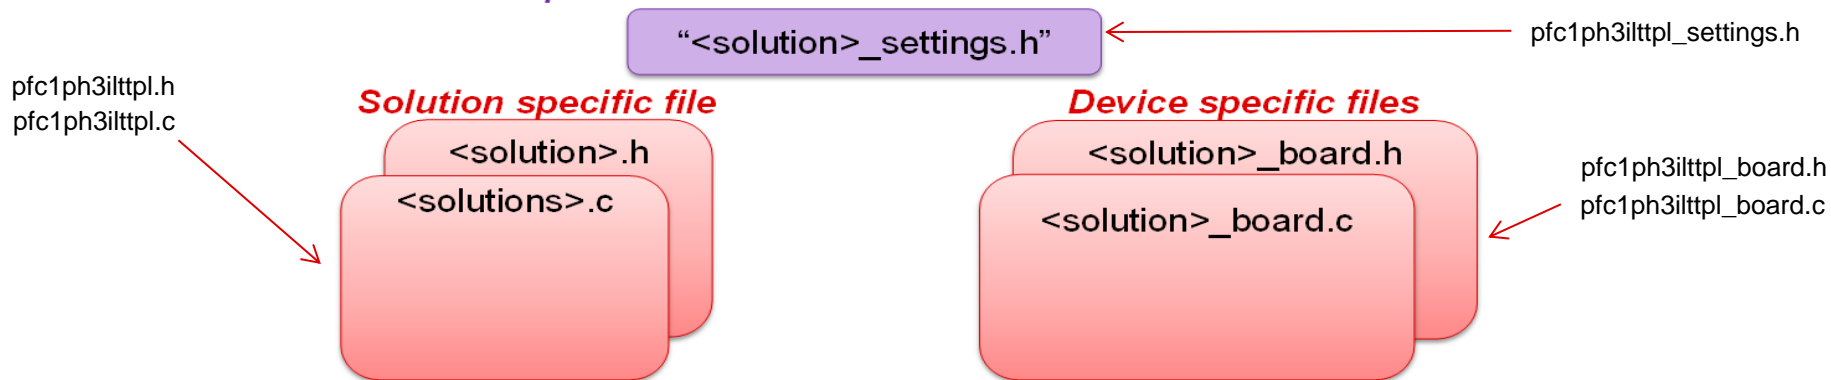 “<solution>_settings.h”
pfc1ph3ilttpl_settings.h
pfc1ph3ilttpl.h
pfc1ph3ilttpl.c
Solution specific file
<solution>.h
<solutions>.c
Device specific files
<solution>_board.h
<solution>_board.c
pfc1ph3ilttpl_board.h
pfc1ph3ilttpl_board.c